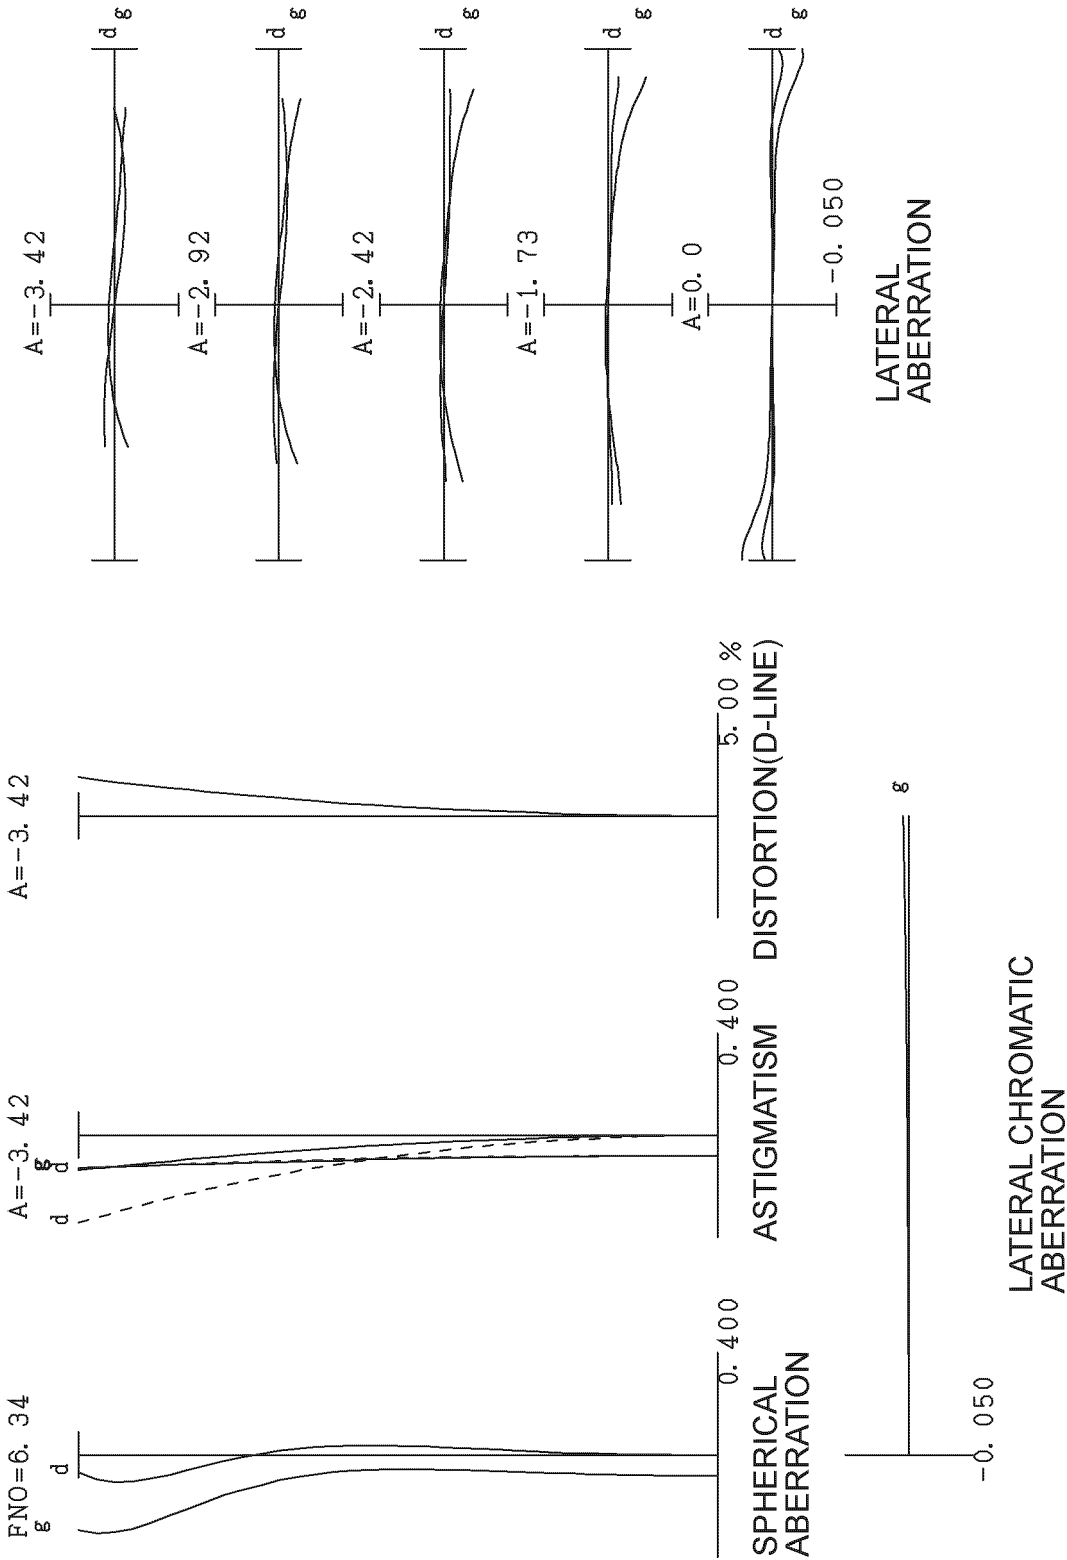 FNO=6. 34
g
d
0. 400
SPHERICAL
ABERRATION
A=-3. 42
d
g
d
0. 400
ASTIGMATISM
A=-3. 42
5. 00 %
DISTORTION(D-LINE)
-0. 050
g
LATERAL CHROMATIC
ABERRATION
A=-3. 42
d
g
A=-2. 92
d
g
A=-2. 42
d
g
A=-1. 73
d
g
A=0. 0
d
g
-0. 050
LATERAL
ABERRATION